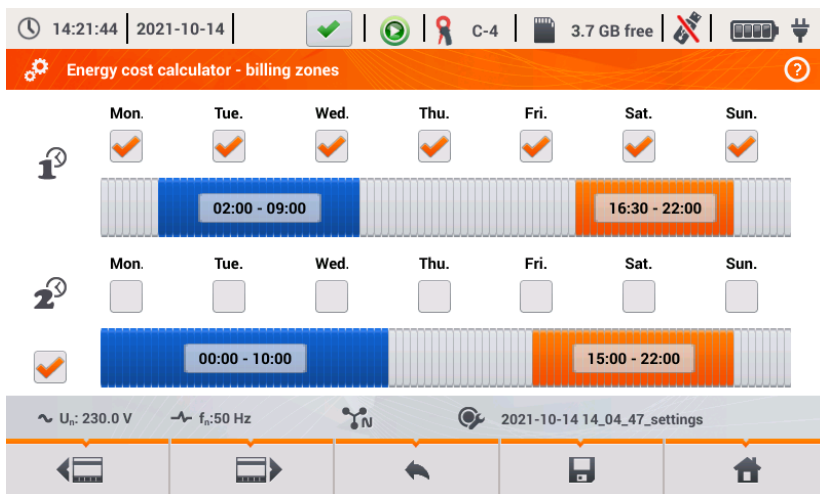 14:21:44 2021-10-14 C-4 3.7 GB free
Energy cost calculator - billing zones ?
Mon. Tue. Wed. Thu. Fri. Sat. Sun.
1
02:00 - 09:00 16:30 - 22:00
Mon. Tue. Wed. Thu. Fri. Sat. Sun.
2
00:00 - 10:00 15:00 - 22:00
Uₙ: 230.0 V fₙ:50 Hz N 2021-10-14 14_04_47_settings